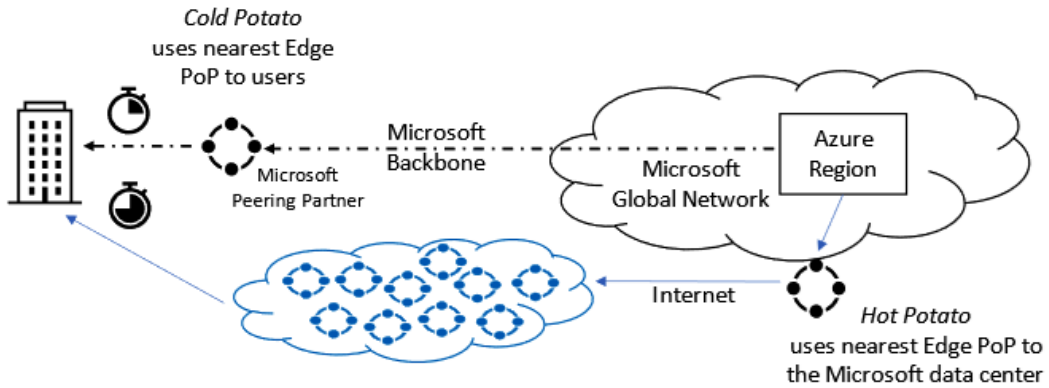 Cold Potato
uses nearest Edge
PoP to users
Microsoft
Backbone
Microsoft
Peering Partner
Azure
Region
Microsoft
Global Network
Internet
Hot Potato
uses nearest Edge PoP to
the Microsoft data center